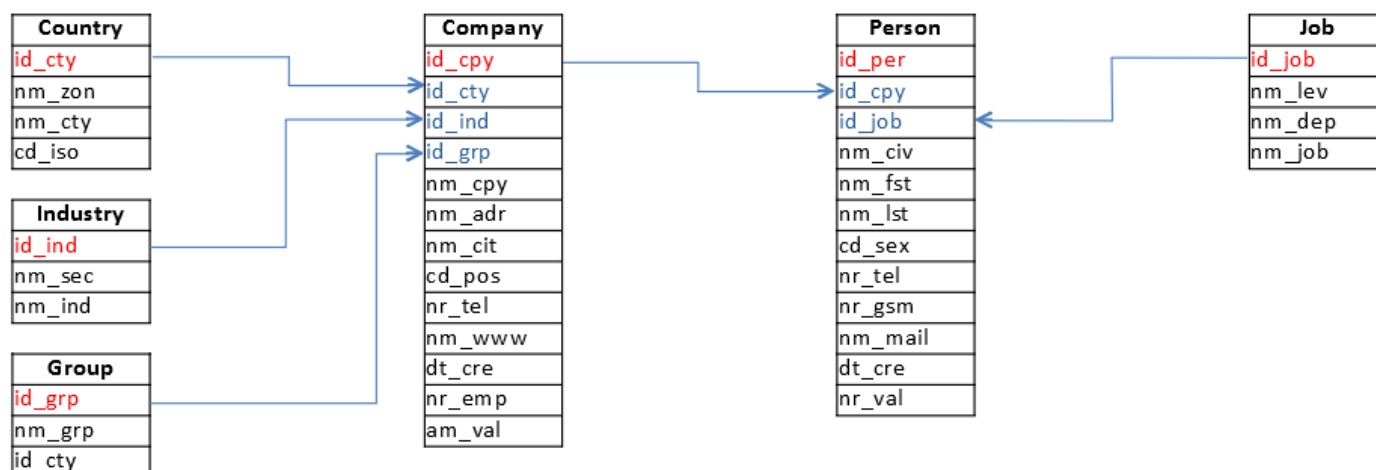 Country
id_cty
nm_zon
nm_cty
cd_iso
Industry
id_ind
nm_sec
nm_ind
Group
id_grp
nm_grp
id_cty
Company
id_cpy
id_cty
id_ind
id_grp
nm_cpy
nm_adr
nm_cit
cd_pos
nr_tel
nm_www
dt_cre
nr_emp
am_val
Person
id_per
id_cpy
id_job
nm_civ
nm_fst
nm_lst
cd_sex
nr_tel
nr_gsm
nm_mail
dt_cre
nr_val
Job
id_job
nm_lev
nm_dep
nm_job